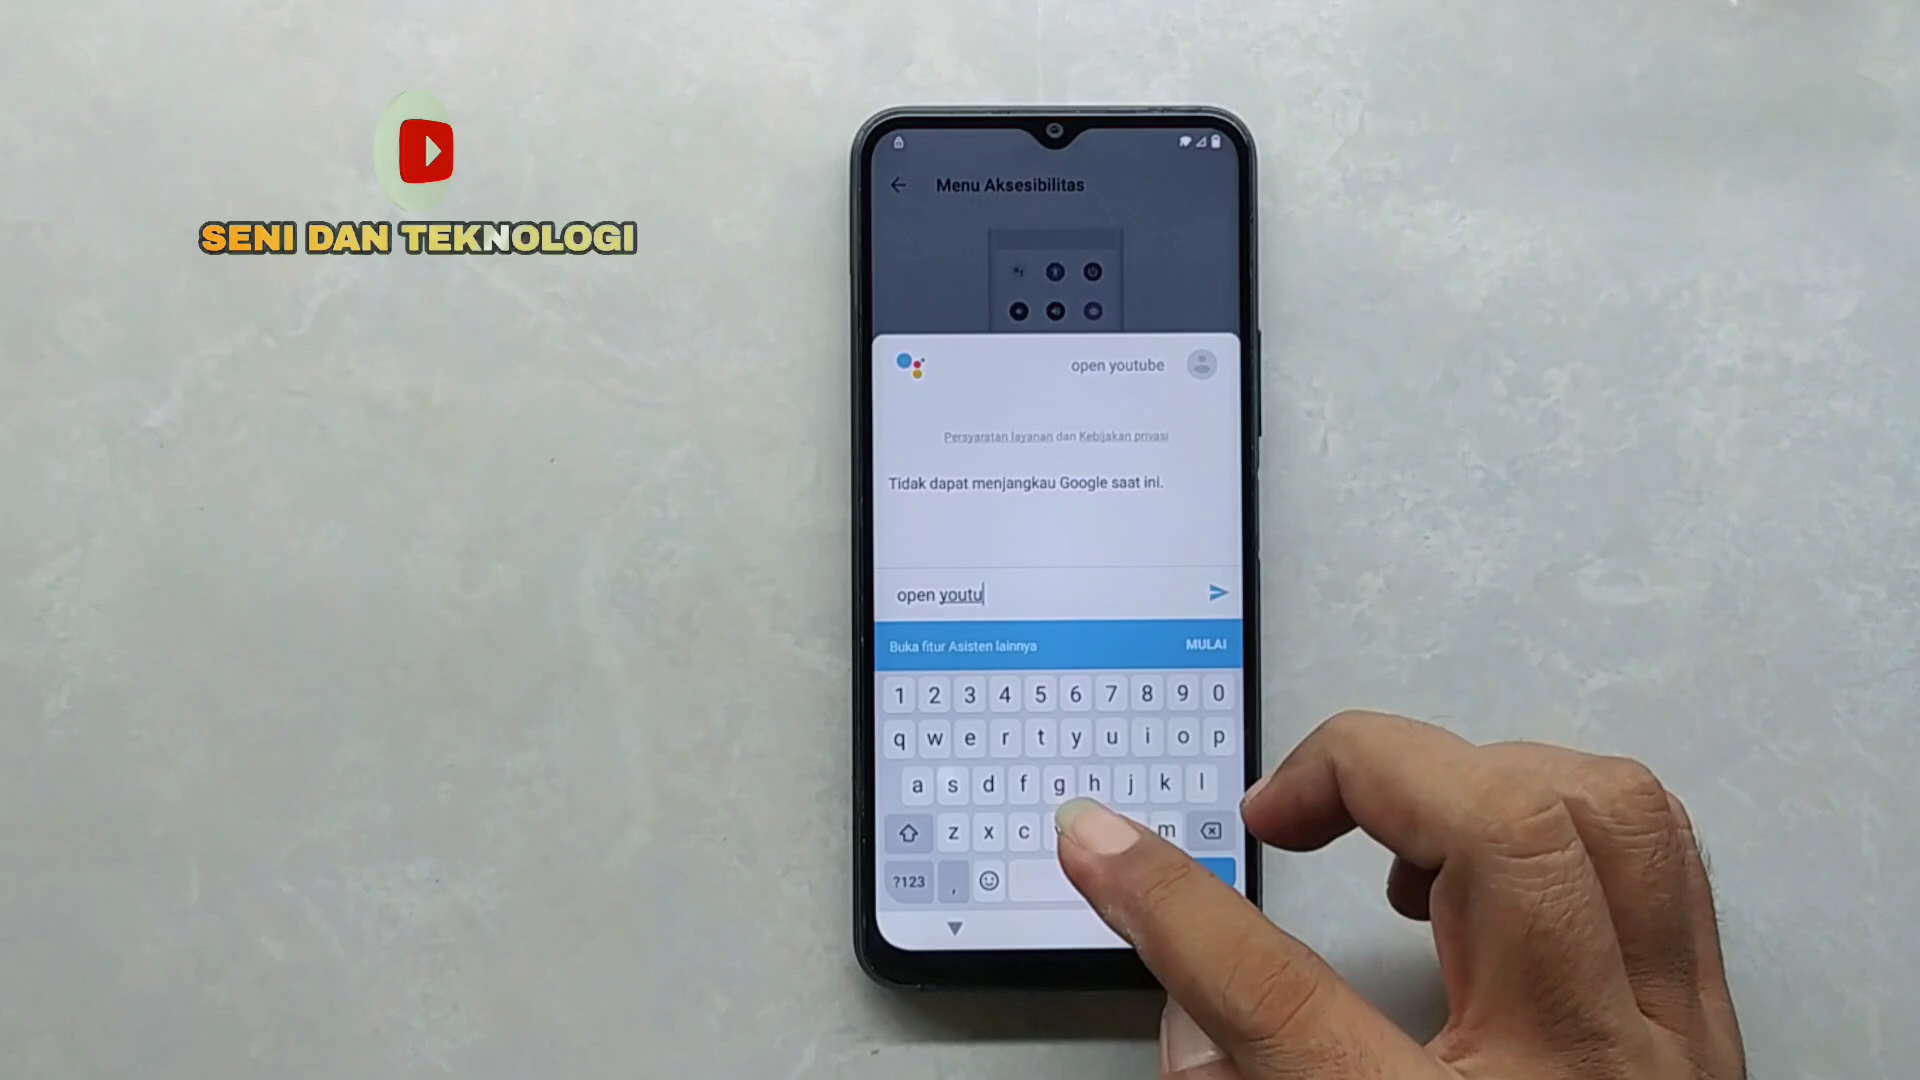 SENI DAN TEKNOLOGI
Menu Aksesibilitas
open youtube
Persyaratan layanan dan Kebijakan privasi
Tidak dapat menjangkau Google saat ini.
open youtu
Buka fitur Asisten lainnya MULAI
1 2 3 4 5 6 7 8 9 0
q w e r t y u i o p
a s d f g h j k l
z x c m
?123 ,